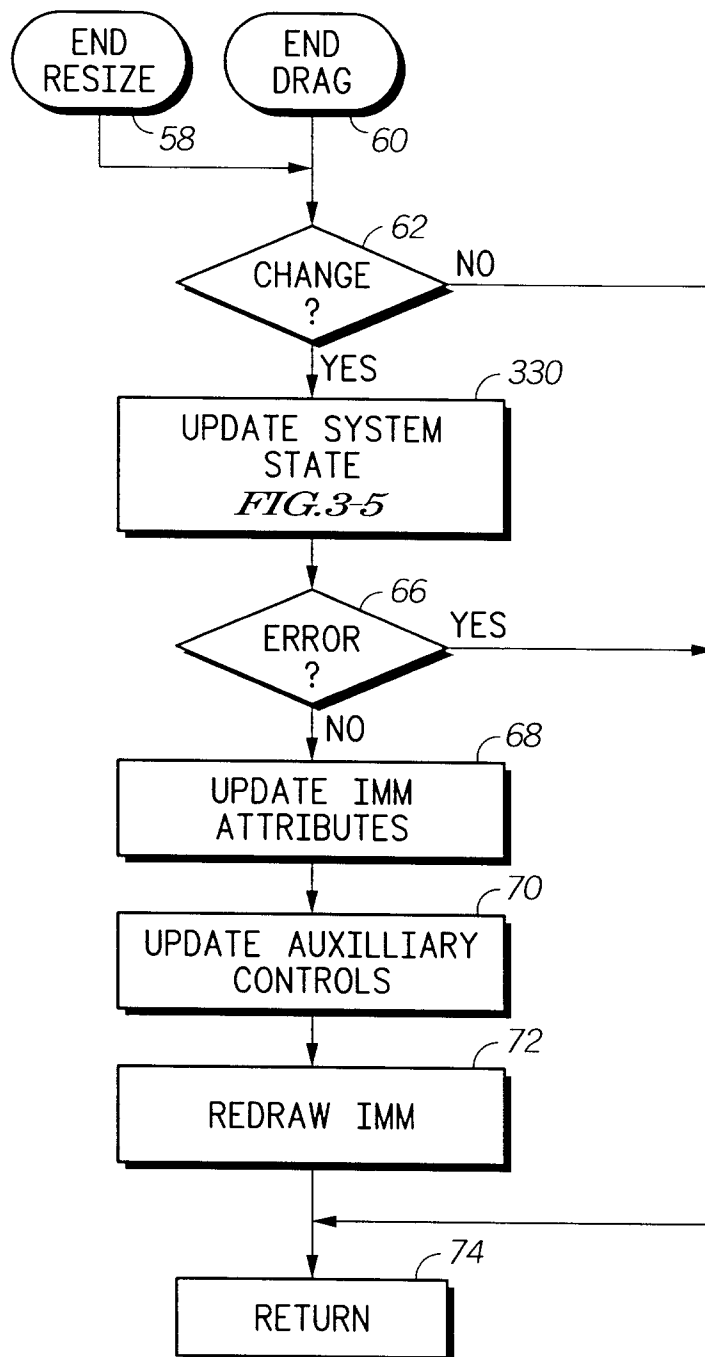 END
RESIZE
58
END
DRAG
60
62
CHANGE
?
NO
YES
330
UPDATE SYSTEM
STATE
FIG.3-5
66
ERROR
?
YES
NO
68
UPDATE IMM
ATTRIBUTES
70
UPDATE AUXILLIARY
CONTROLS
72
REDRAW IMM
74
RETURN